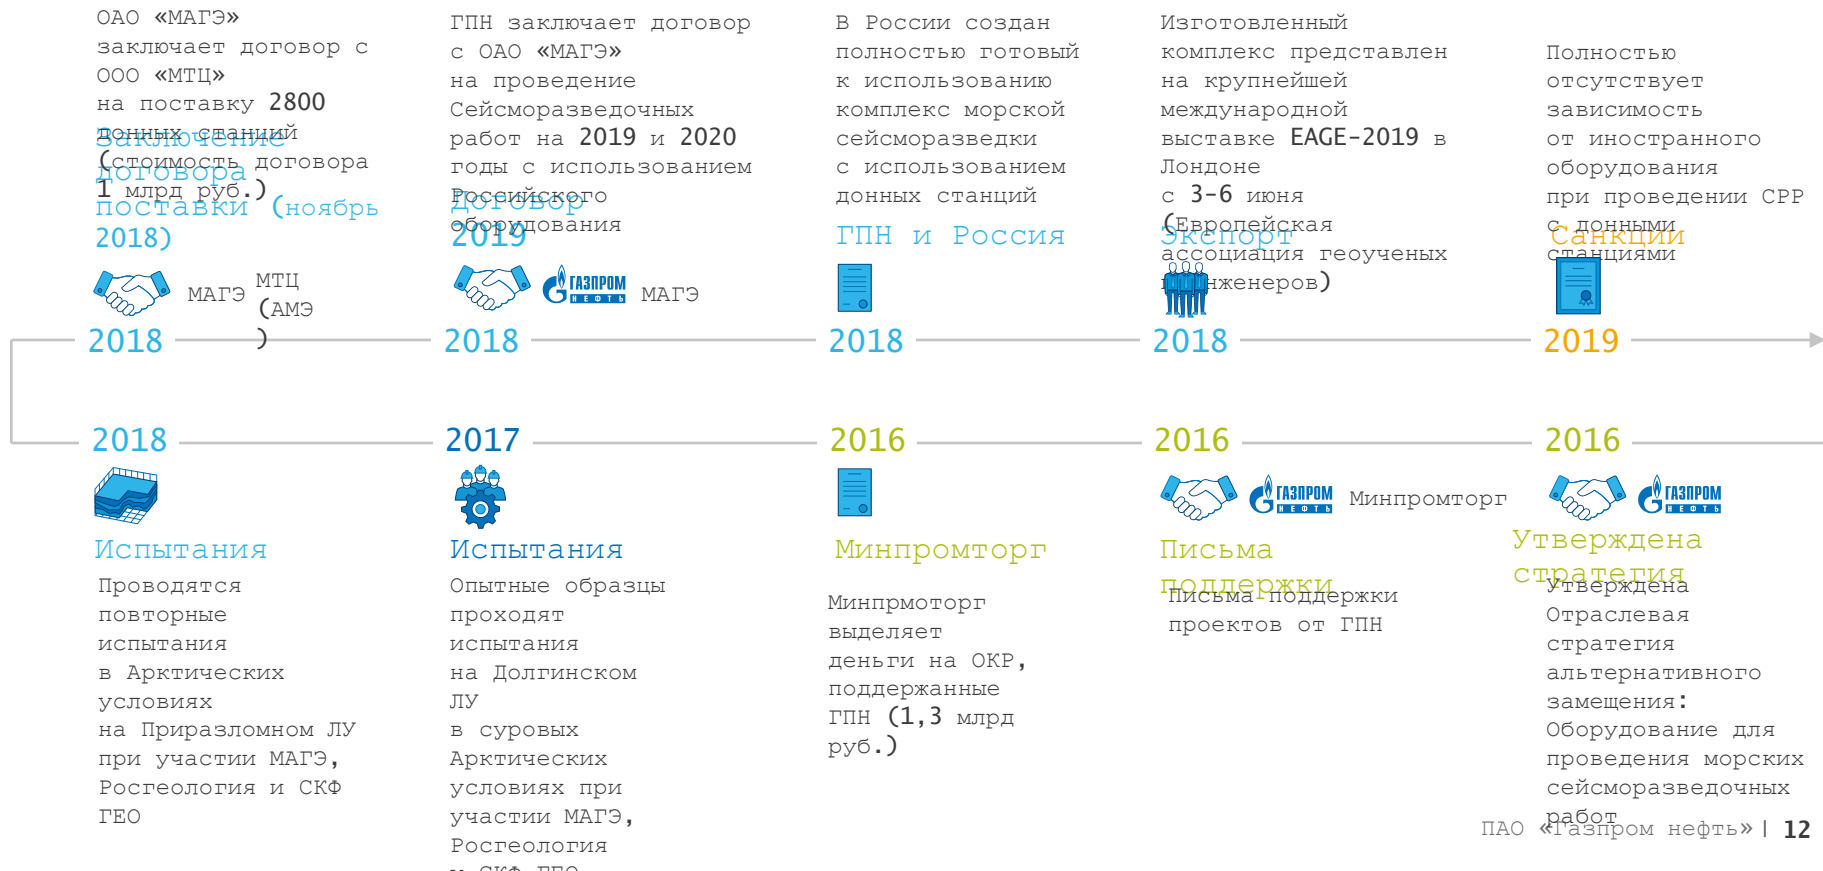 ОАО «МАГЭ»
заключает договор с
ООО «МТЦ»
на поставку 2800
донных станций
(стоимость договора
1 млрд руб.)
Заключение
договора
поставки (ноябрь
2018)
МАГЭ
МТЦ
(АМЭ
)
2018
ГПН заключает договор
с ОАО «МАГЭ»
на проведение
Сейсморазведочных
работ на 2019 и 2020
годы с использованием
Российского
оборудования
Договор
2019
ГАЗПРОМ
НЕФТЬ
МАГЭ
2018
В России создан
полностью готовый
к использованию
комплекс морской
сейсморазведки
с использованием
донных станций
ГПН и Россия
2018
Изготовленный
комплекс представлен
на крупнейшей
международной
выставке EAGE-2019 в
Лондоне
с 3-6 июня
(Европейская
ассоциация геоученых
и инженеров)
Экспорт
2018
Полностью
отсутствует
зависимость
от иностранного
оборудования
при проведении СРР
с донными
станциями
Санкции
2019
2018
Испытания
Проводятся
повторные
испытания
в Арктических
условиях
на Приразломном ЛУ
при участии МАГЭ,
Росгеология и СКФ
ГЕО
2017
Испытания
Опытные образцы
проходят
испытания
на Долгинском
ЛУ
в суровых
Арктических
условиях при
участии МАГЭ,
Росгеология
и СКФ ГЕО
2016
Минпромторг
Минпрмоторг
выделяет
деньги на ОКР,
поддержанные
ГПН (1,3 млрд
руб.)
2016
ГАЗПРОМ
НЕФТЬ
Минпромторг
Письма
поддержки
Письма поддержки
проектов от ГПН
2016
ГАЗПРОМ
НЕФТЬ
Утверждена
стратегия
Утверждена
Отраслевая
стратегия
альтернативного
замещения:
Оборудование для
проведения морских
сейсморазведочных
работ
ПАО «Газпром нефть» | 12